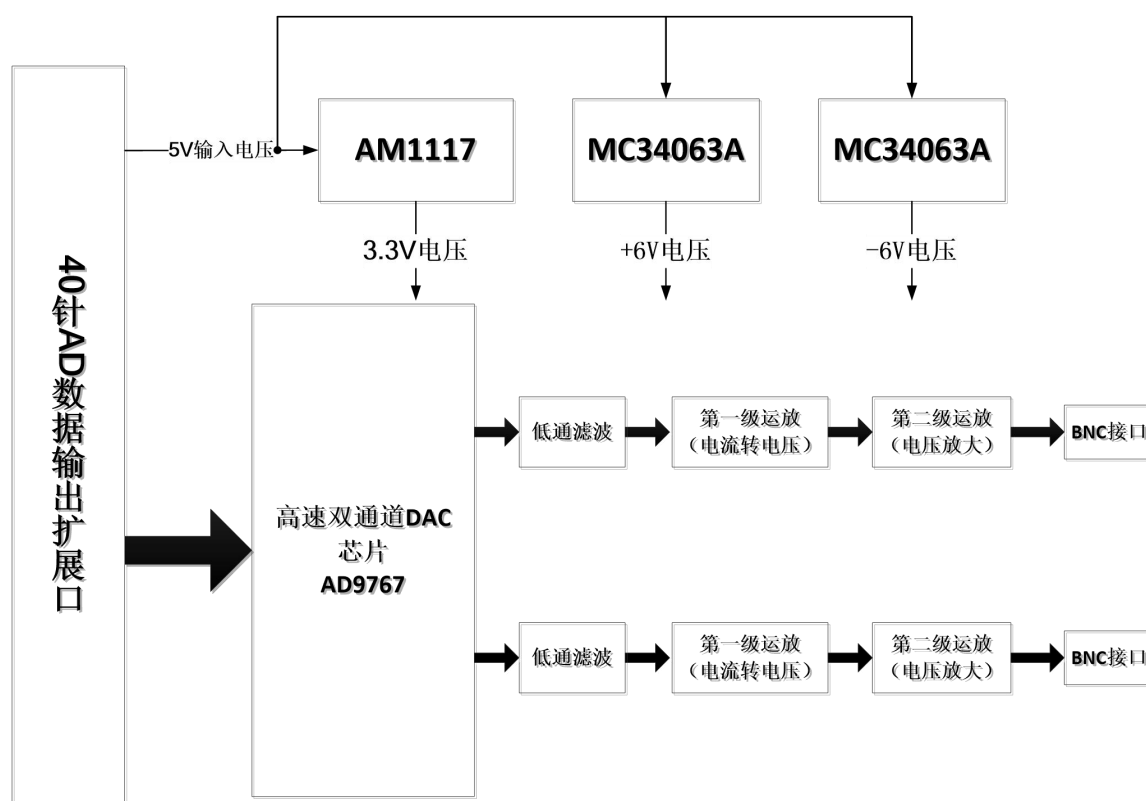 5V输入电压
AM1117
MC34063A
MC34063A
3.3V电压
+6V电压
-6V电压
40针AD数据输出扩展口
高速双通道DAC
芯片
AD9767
低通滤波
第一级运放
（电流转电压）
第二级运放
（电压放大）
BNC接口
低通滤波
第一级运放
（电流转电压）
第二级运放
（电压放大）
BNC接口